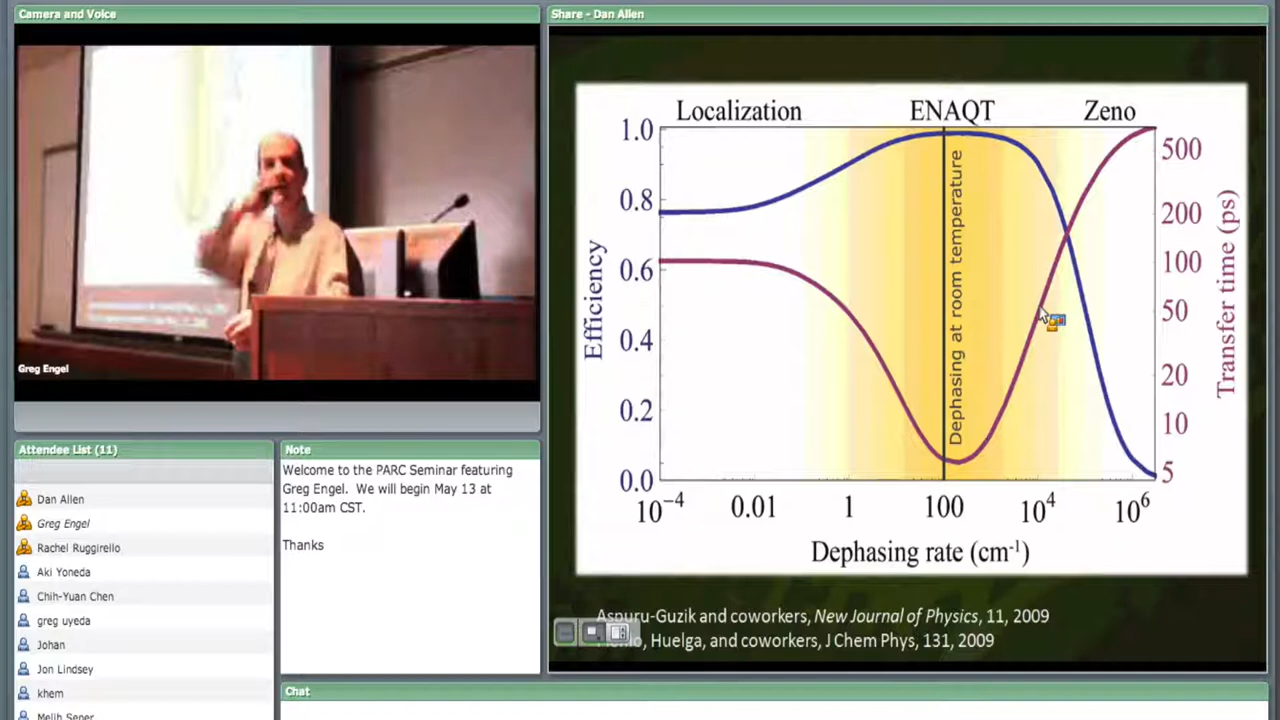 Camera and Voice
Greg Engel
Attendee List (11)
Dan Allen
Greg Engel
Rachel Ruggirello
Aki Yoneda
Chih-Yuan Chen
greg uyeda
Johan
Jon Lindsey
khem
Melih Sener
Note
Welcome to the PARC Seminar featuring
Greg Engel. We will begin May 13 at
11:00am CST.
Thanks
Chat
Share - Dan Allen
Localization ENAQT Zeno
1.0
0.8
0.6
0.4
0.2
0.0
Efficiency
Dephasing at room temperature
500
200
100
50
20
10
5
Transfer time (ps)
10⁻⁴ 0.01 1 100 10⁴ 10⁶
Dephasing rate (cm⁻¹)
Aspuru-Guzik and coworkers, New Journal of Physics, 11, 2009
Huelga, and coworkers, J Chem Phys, 131, 2009